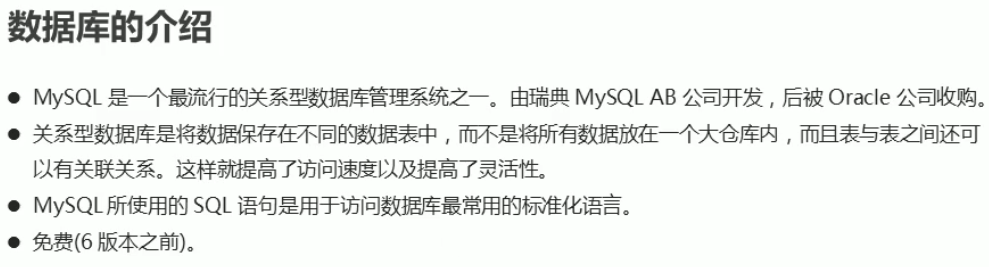 数据库的介绍
● MySQL 是一个最流行的关系型数据库管理系统之一。由瑞典 MySQL AB 公司开发，后被 Oracle 公司收购。
● 关系型数据库是将数据保存在不同的数据表中，而不是将所有数据放在一个大仓库内，而且表与表之间还可
以有关联关系。这样就提高了访问速度以及提高了灵活性。
● MySQL 所使用的 SQL 语句是用于访问数据库最常用的标准化语言。
● 免费(6 版本之前)。